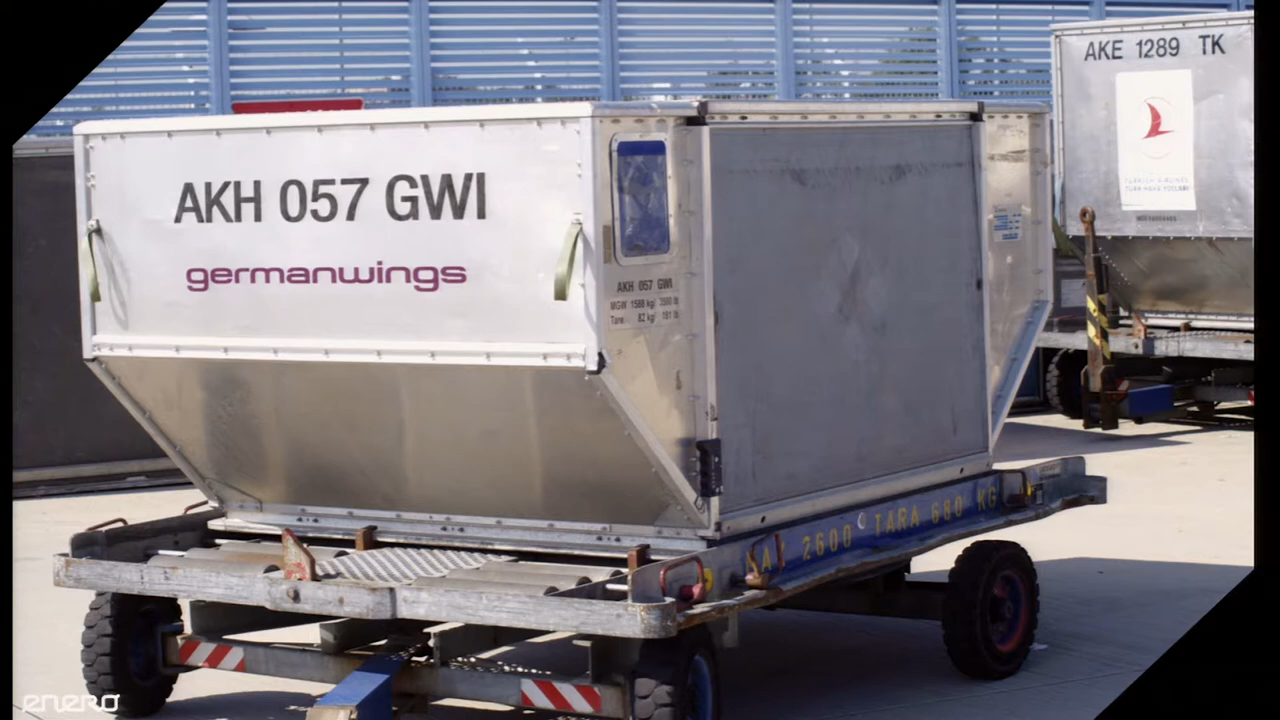 AKH 057 GWI
germanwings
AKH 057 GWI
MGW 1588 kg/ 3500 lb
Tare 82 kg/ 181 lb
AKE 1289 TK
TURKISH AIRLINES
TÜRK HAVA YOLLARI
MAX 2600 TARA 680 KG
enero